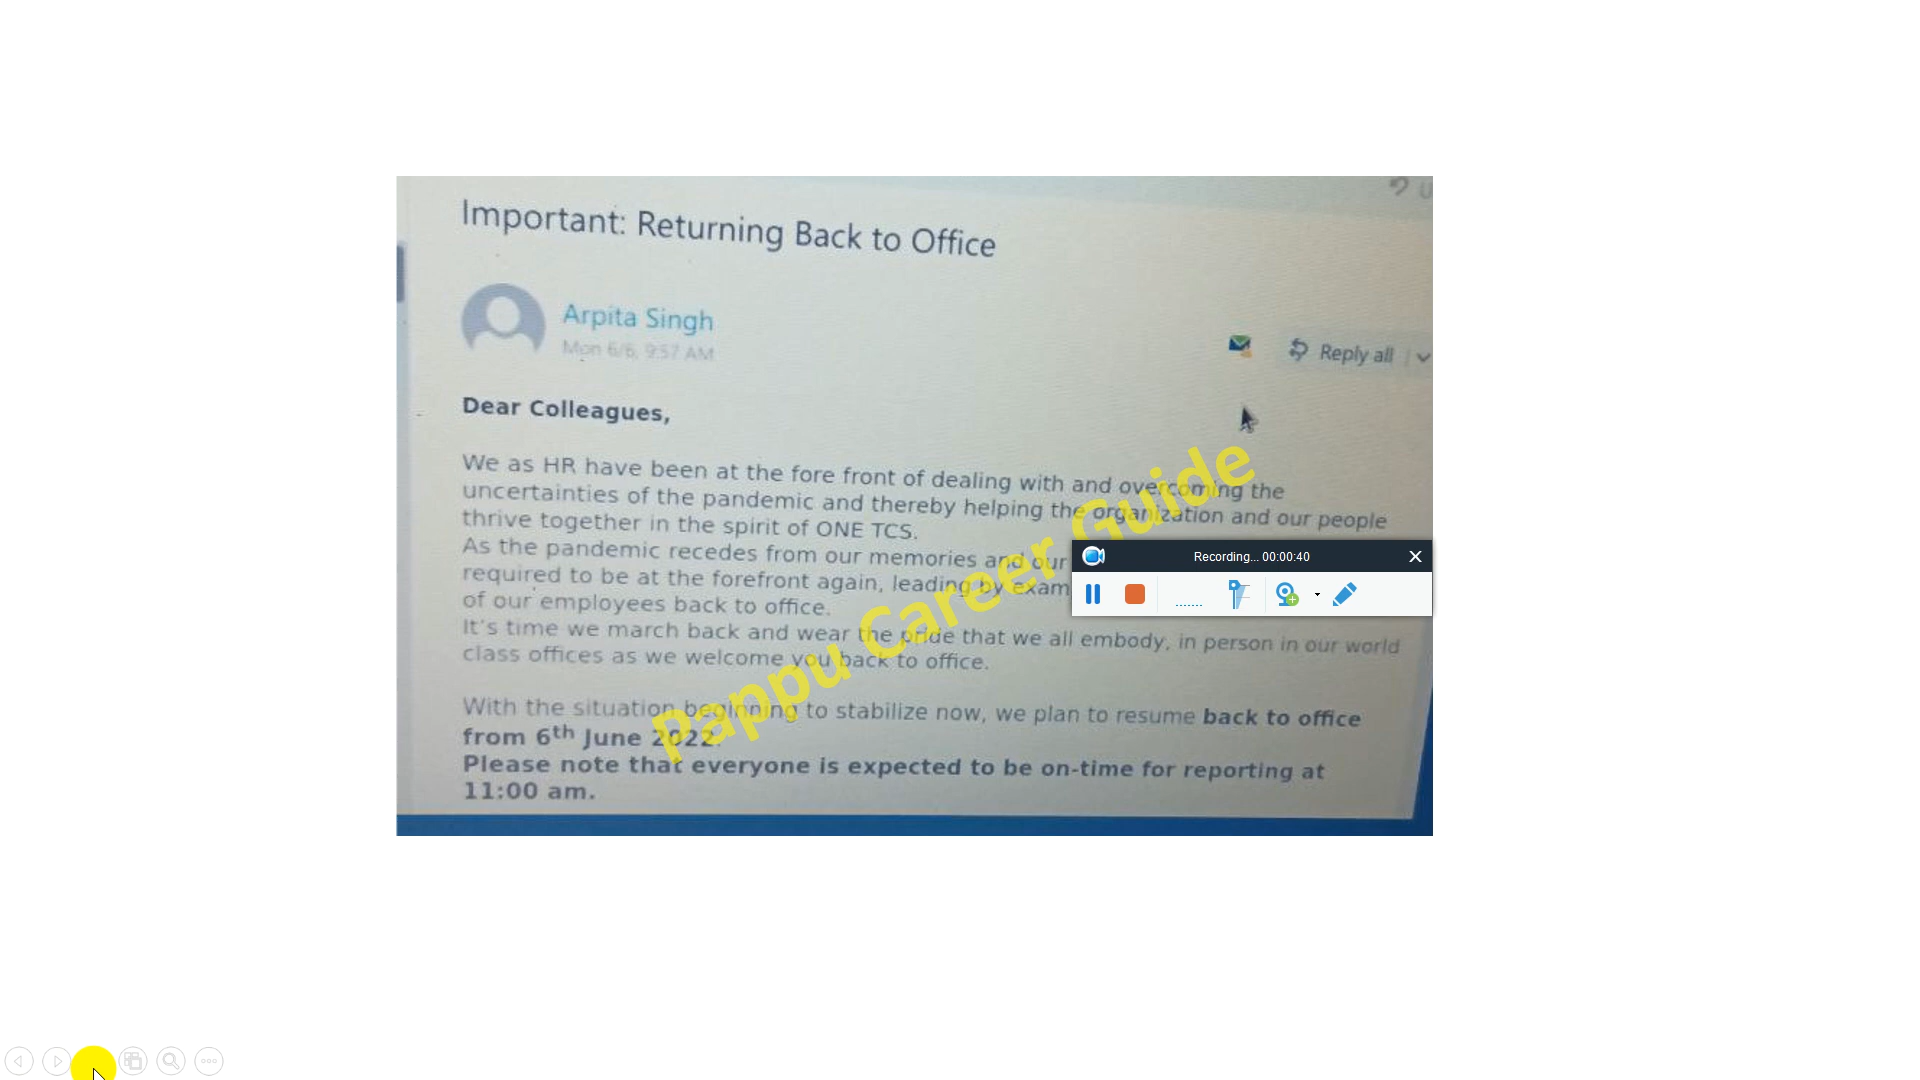 Important: Returning Back to Office
Arpita Singh
Mon 6/6, 9:57 AM
Reply all
Dear Colleagues,
We as HR have been at the fore front of dealing with and overcoming the
uncertainties of the pandemic and thereby helping the organization and our people
thrive together in the spirit of ONE TCS.
As the pandemic recedes from our memories and our
required to be at the forefront again, leading by exam
of our employees back to office.
It's time we march back and wear the pride that we all embody, in person in our world
class offices as we welcome you back to office.
With the situation beginning to stabilize now, we plan to resume back to office
from 6th June 2022.
Please note that everyone is expected to be on-time for reporting at
11:00 am.
Pappu Career Guide
Recording... 00:00:40